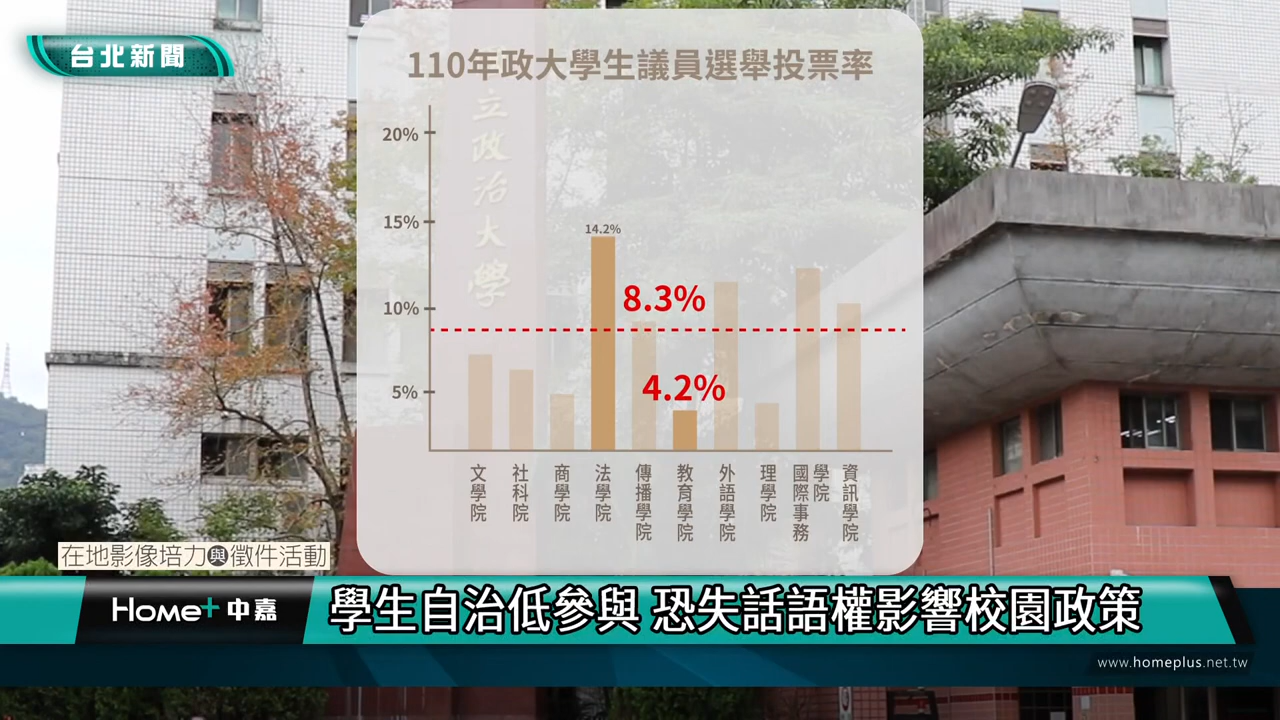 台北新聞
110年政大學生議員選舉投票率
立政治大學
20%
15%
10%
5%
14.2%
8.3%
4.2%
文學院
社科院
商學院
法學院
傳播學院
教育學院
外語學院
理學院
國際事務
學院
資訊學院
在地影像培力與徵件活動
Home+中嘉
學生自治低參與 恐失話語權影響校園政策
www.homeplus.net.tw